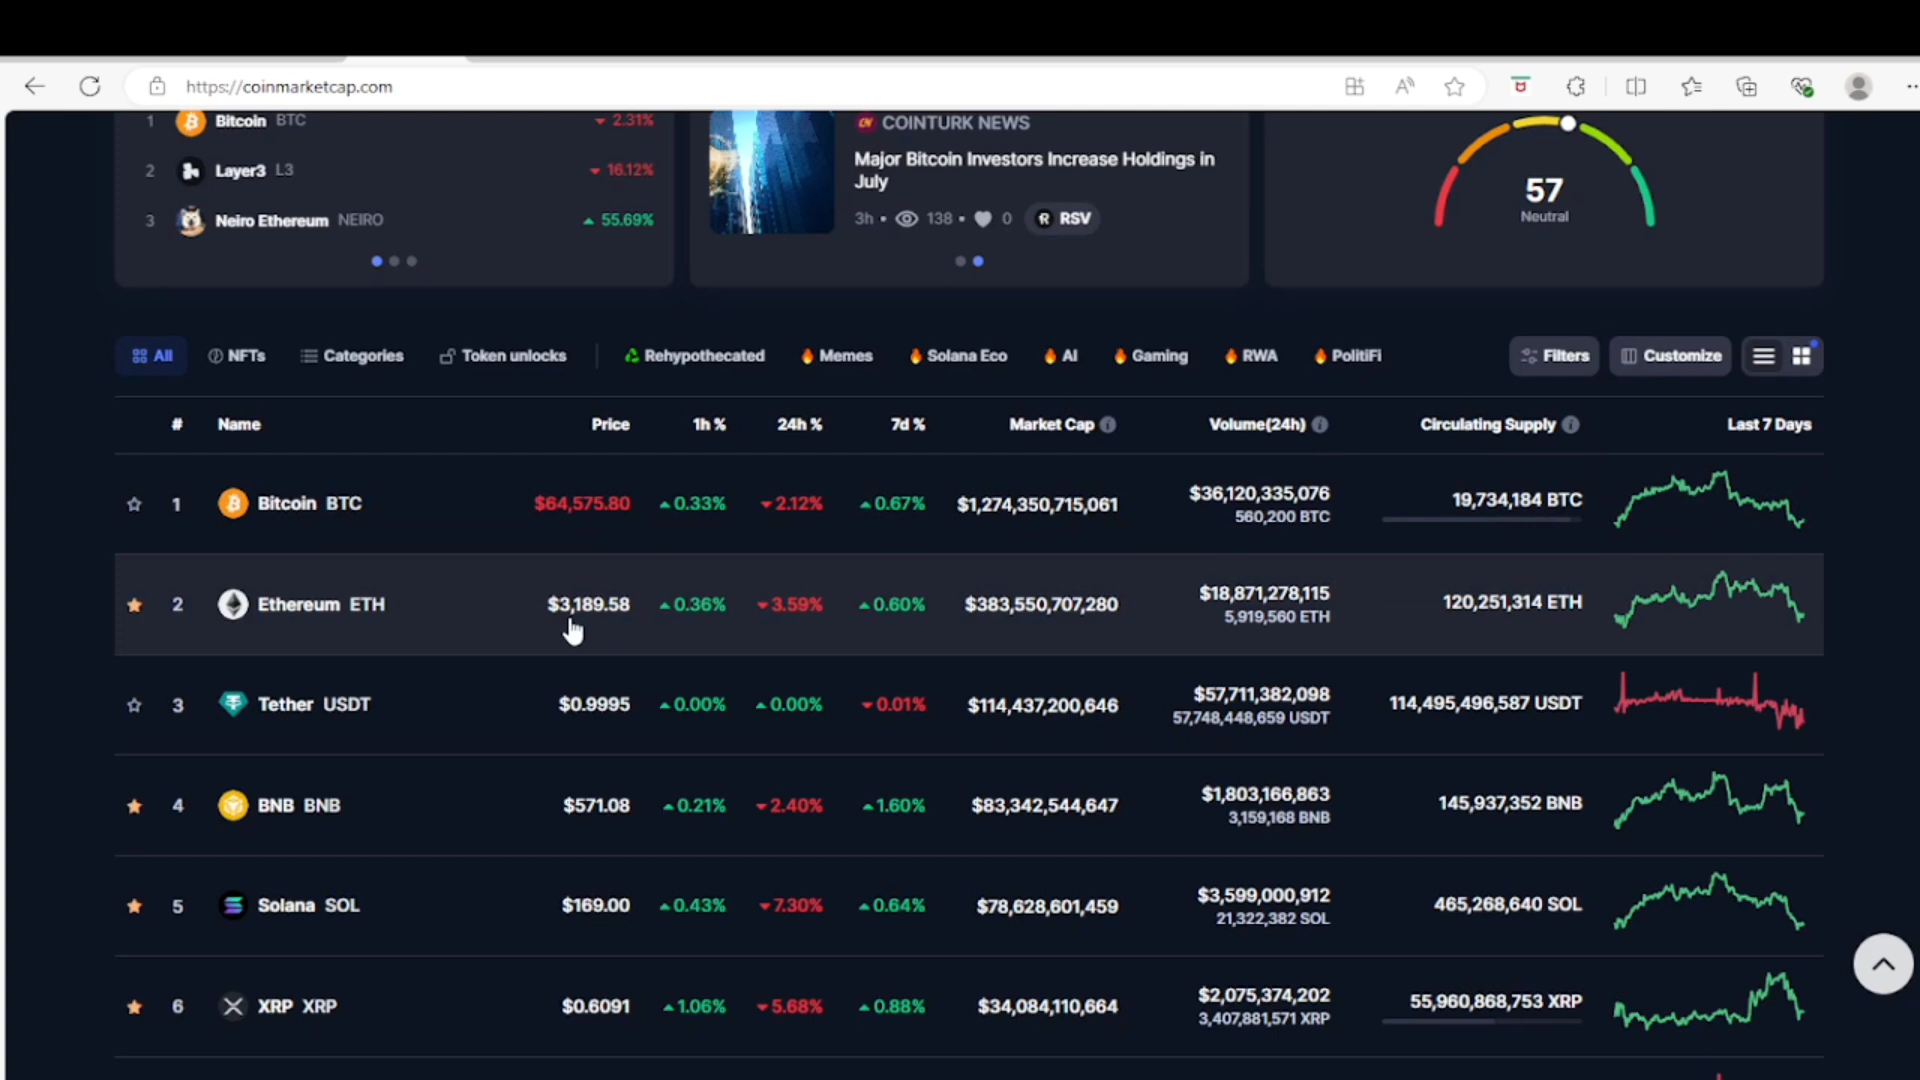 https://coinmarketcap.com
1 Bitcoin BTC 2.31%
2 Layer3 L3 16.12%
3 Neiro Ethereum NEIRO 55.69%
COINTURK NEWS
Major Bitcoin Investors Increase Holdings in
July
3h • 138 • 0 RSV
57
Neutral
All NFTs Categories Token unlocks Rehypothecated Memes Solana Eco AI Gaming RWA PolitiFi Filters Customize
# Name Price 1h % 24h % 7d % Market Cap Volume(24h) Circulating Supply Last 7 Days
1 Bitcoin BTC $64,575.80 0.33% 2.12% 0.67% $1,274,350,715,061 $36,120,335,076 19,734,184 BTC
560,200 BTC
2 Ethereum ETH $3,189.58 0.36% 3.59% 0.60% $383,550,707,280 $18,871,278,115 120,251,314 ETH
5,919,560 ETH
3 Tether USDT $0.9995 0.00% 0.00% 0.01% $114,437,200,646 $57,711,382,098 114,495,496,587 USDT
57,748,448,659 USDT
4 BNB BNB $571.08 0.21% 2.40% 1.60% $83,342,544,647 $1,803,166,863 145,937,352 BNB
3,159,168 BNB
5 Solana SOL $169.00 0.43% 7.30% 0.64% $78,628,601,459 $3,599,000,912 465,268,640 SOL
21,322,382 SOL
6 XRP XRP $0.6091 1.06% 5.68% 0.88% $34,084,110,664 $2,075,374,202 55,960,868,753 XRP
3,407,881,571 XRP